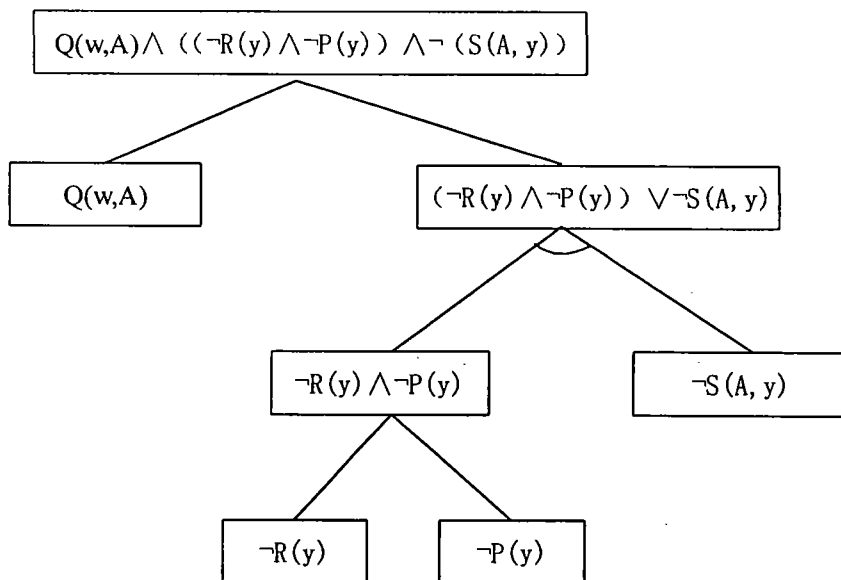 Q(w,A)∧ ((¬R(y)∧¬P(y)) ∧¬ (S(A,y))
Q(w,A)
(¬R(y)∧¬P(y)) ∨¬S(A,y)
¬R(y)∧¬P(y)
¬S(A,y)
¬R(y)
¬P(y)